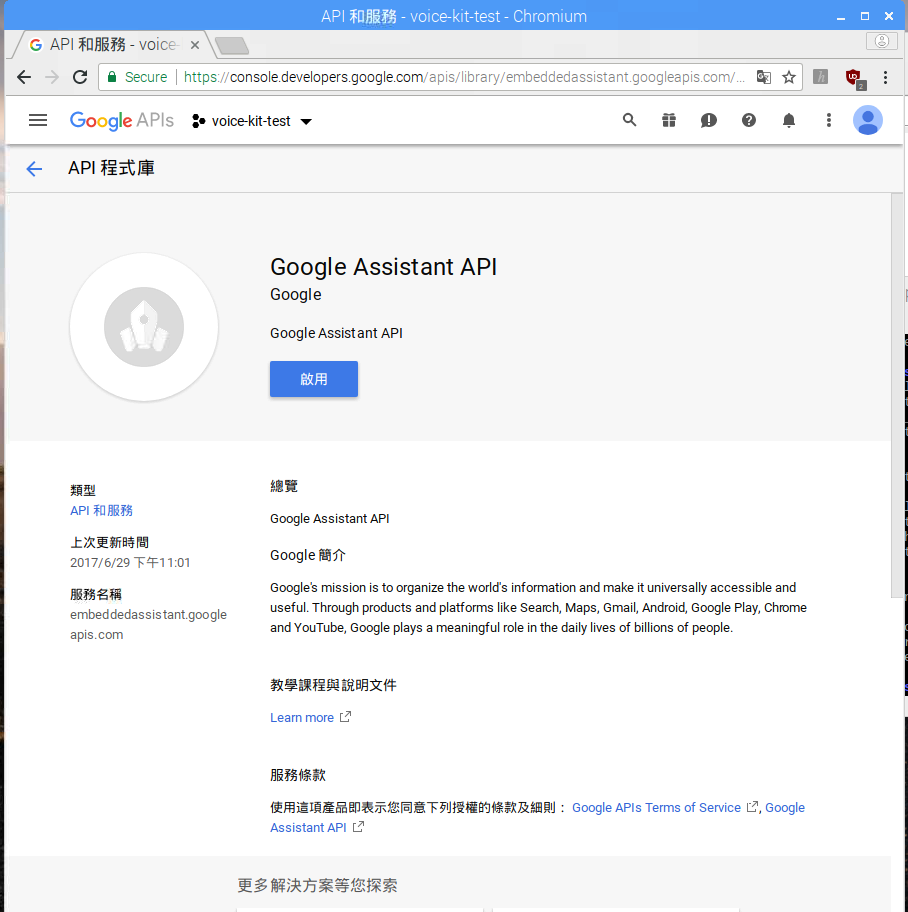 API 和服務 - voice-kit-test - Chromium
API 和服務 - voice-
Secure https://console.developers.google.com/apis/library/embeddedassistant.googleapis.com/...
2
Google APIs voice-kit-test
API 程式庫
Google Assistant API
Google
Google Assistant API
啟用
類型
API 和服務
上次更新時間
2017/6/29 下午11:01
服務名稱
embeddedassistant.google
apis.com
總覽
Google Assistant API
Google 簡介
Google's mission is to organize the world's information and make it universally accessible and
useful. Through products and platforms like Search, Maps, Gmail, Android, Google Play, Chrome
and YouTube, Google plays a meaningful role in the daily lives of billions of people.
教學課程與說明文件
Learn more
服務條款
使用這項產品即表示您同意下列授權的條款及細則： Google APIs Terms of Service, Google
Assistant API
更多解決方案等您探索